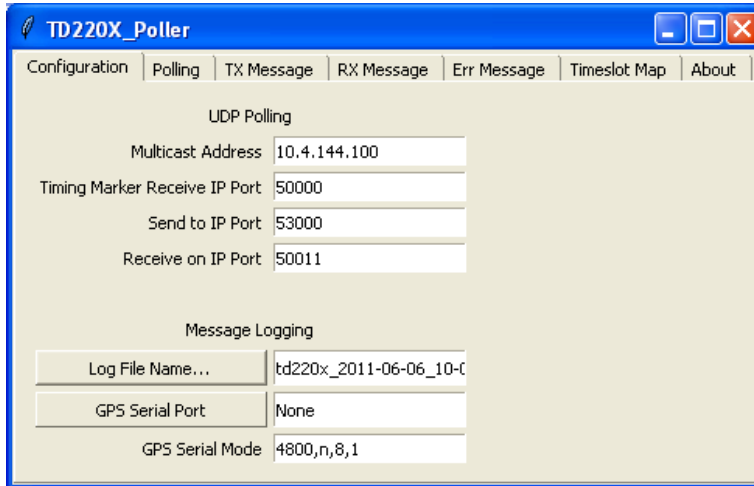 TD220X_Poller
Configuration Polling TX Message RX Message Err Message Timeslot Map About
UDP Polling
Multicast Address 10.4.144.100
Timing Marker Receive IP Port 50000
Send to IP Port 53000
Receive on IP Port 50011
Message Logging
Log File Name... td220x_2011-06-06_10-0
GPS Serial Port None
GPS Serial Mode 4800,n,8,1